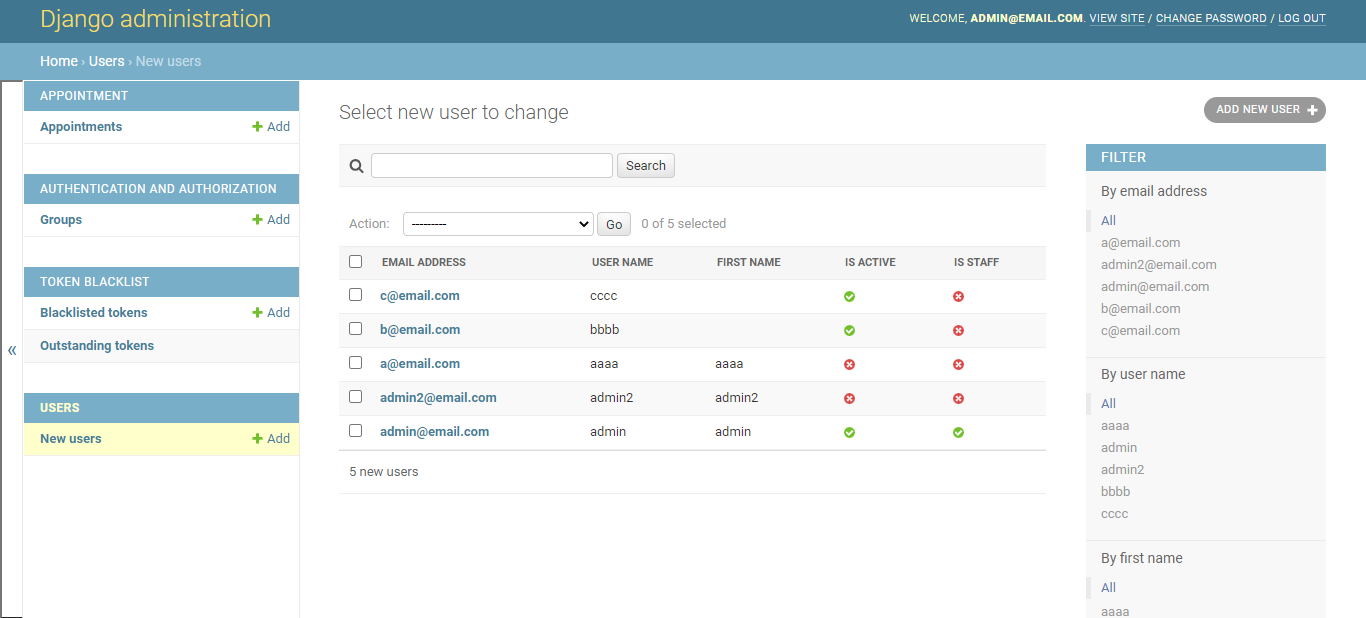 Django administration
WELCOME, ADMIN@EMAIL.COM. VIEW SITE / CHANGE PASSWORD / LOG OUT
Home › Users › New users
«
APPOINTMENT
Appointments + Add
AUTHENTICATION AND AUTHORIZATION
Groups + Add
TOKEN BLACKLIST
Blacklisted tokens + Add
Outstanding tokens
USERS
New users + Add
Select new user to change
ADD NEW USER +
Search
Action: --------- Go 0 of 5 selected
EMAIL ADDRESS USER NAME FIRST NAME IS ACTIVE IS STAFF
c@email.com cccc
b@email.com bbbb
a@email.com aaaa aaaa
admin2@email.com admin2 admin2
admin@email.com admin admin
5 new users
FILTER
By email address
All
a@email.com
admin2@email.com
admin@email.com
b@email.com
c@email.com
By user name
All
aaaa
admin
admin2
bbbb
cccc
By first name
All
aaaa